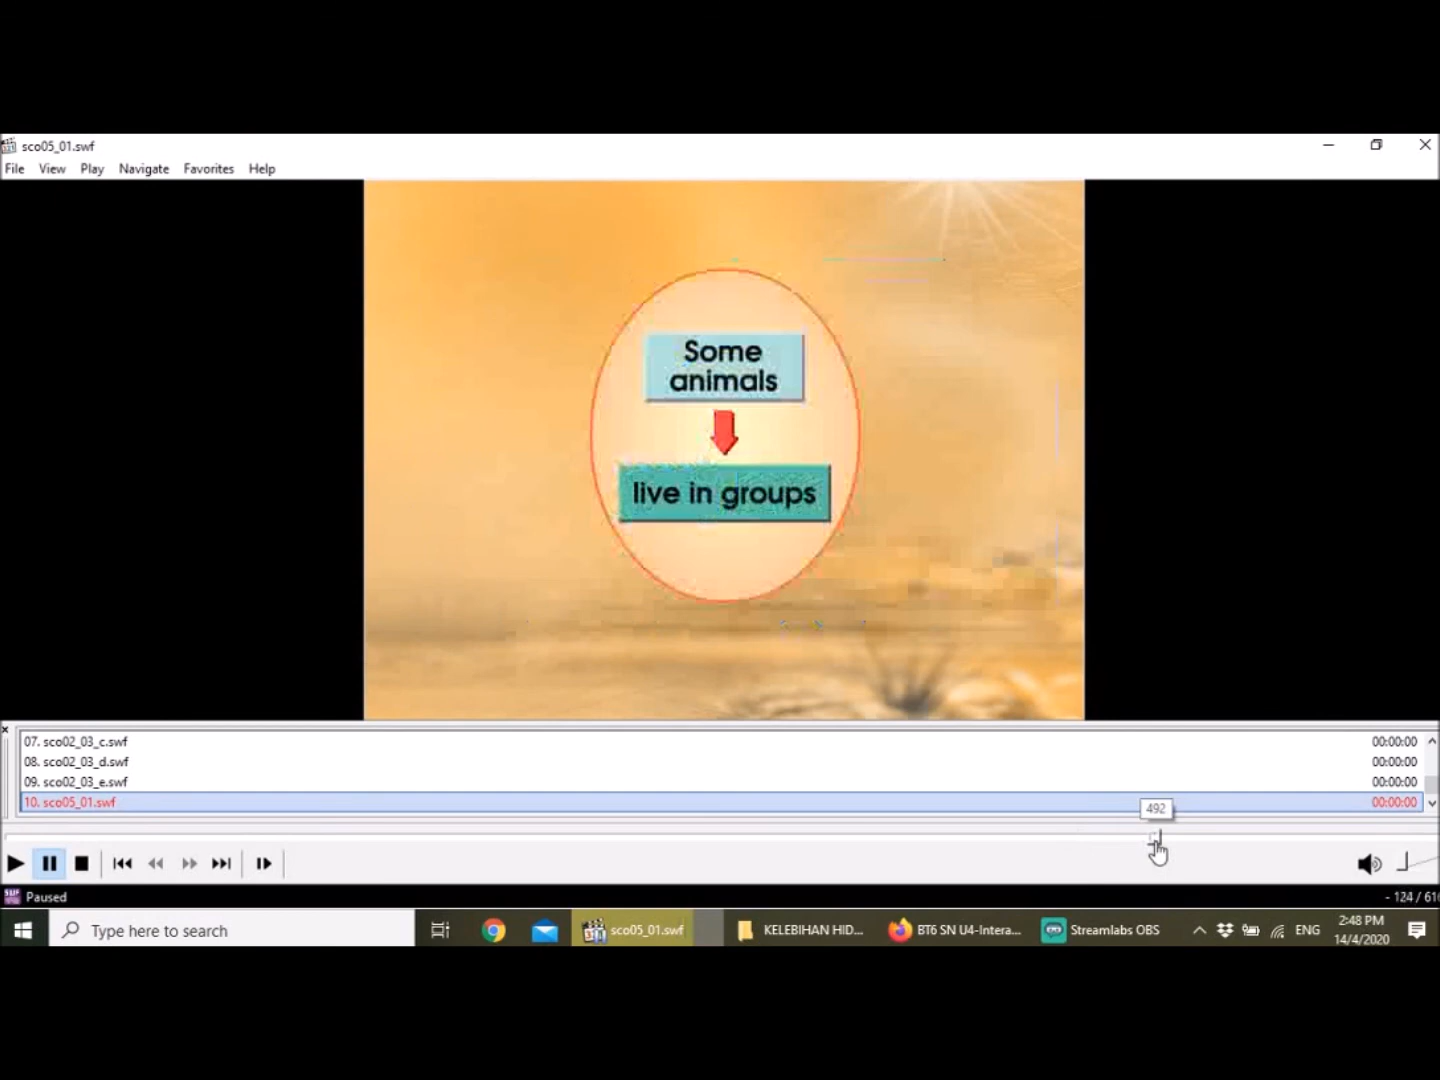 sco05_01.swf
File View Play Navigate Favorites Help
Some
animals
live in groups
07. sco02_03_c.swf 00:00:00
08. sco02_03_d.swf 00:00:00
09. sco02_03_e.swf 00:00:00
10. sco05_01.swf 00:00:00
492
Paused
- 124 / 616
Type here to search
sco05_01.swf
KELEBIHAN HID...
BT6 SN U4-Intera...
Streamlabs OBS
ENG
2:48 PM
14/4/2020